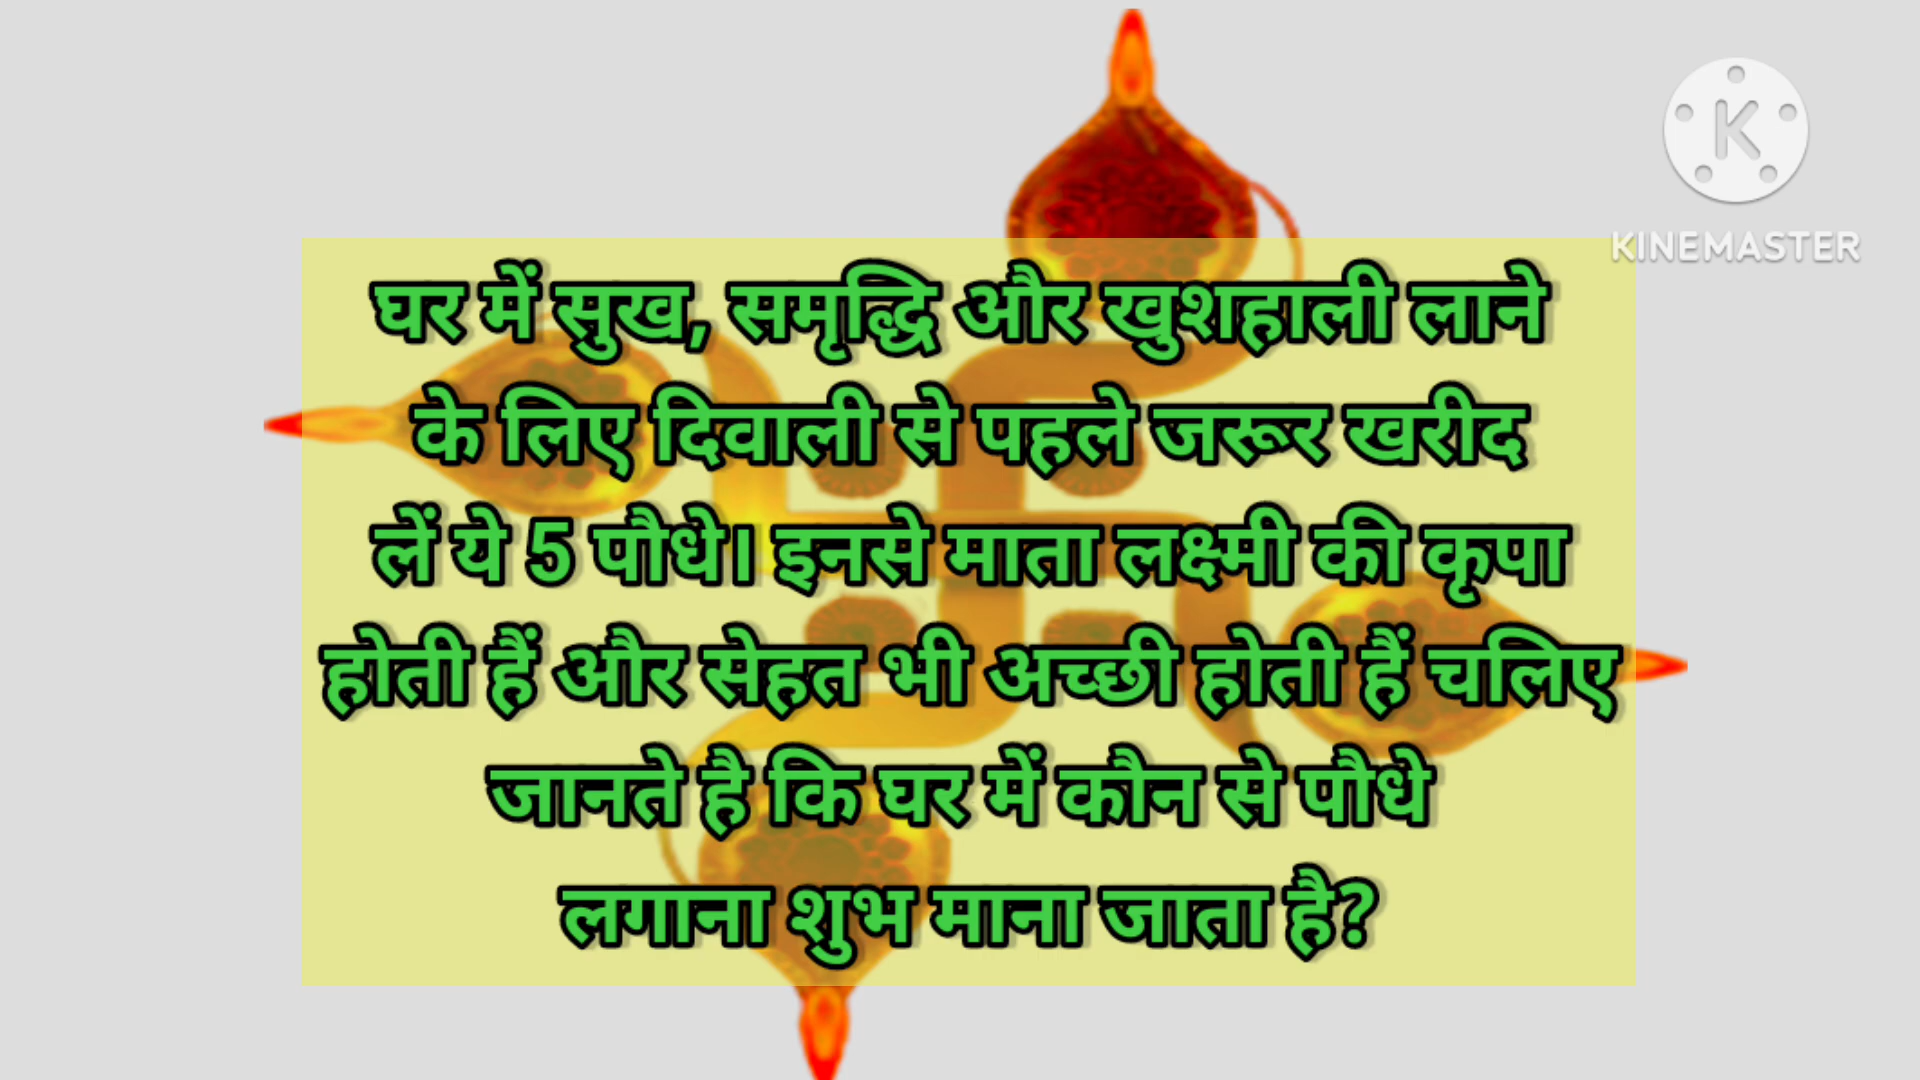 घर में सुख, समृद्धि और खुशहाली लाने
के लिए दिवाली से पहले जरूर खरीद
लें ये 5 पौधे। इनसे माता लक्ष्मी की कृपा
होती हैं और सेहत भी अच्छी होती हैं चलिए
जानते है कि घर में कौन से पौधे
लगाना शुभ माना जाता है?
K
KINEMASTER